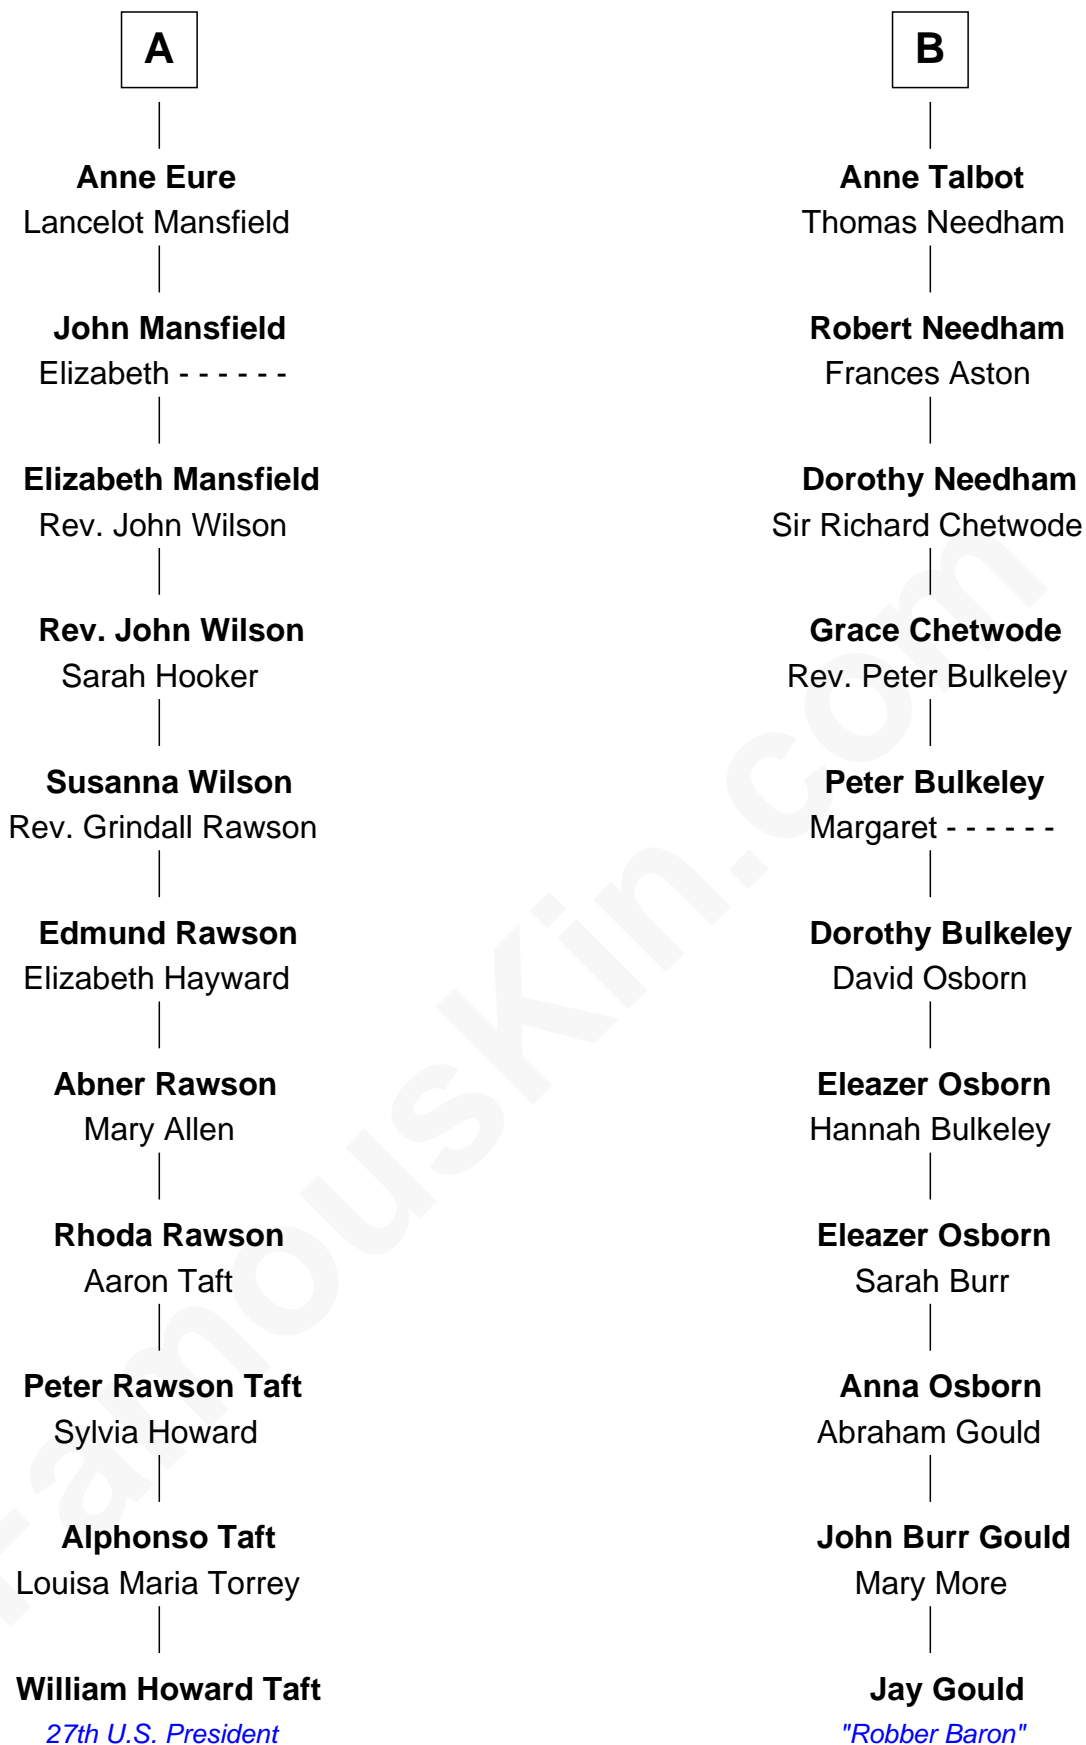 A
Anne Eure
Lancelot Mansfield
John Mansfield
Elizabeth - - - - - -
Elizabeth Mansfield
Rev. John Wilson
Rev. John Wilson
Sarah Hooker
Susanna Wilson
Rev. Grindall Rawson
Edmund Rawson
Elizabeth Hayward
Abner Rawson
Mary Allen
Rhoda Rawson
Aaron Taft
Peter Rawson Taft
Sylvia Howard
Alphonso Taft
Louisa Maria Torrey
William Howard Taft
27th U.S. President
B
Anne Talbot
Thomas Needham
Robert Needham
Frances Aston
Dorothy Needham
Sir Richard Chetwode
Grace Chetwode
Rev. Peter Bulkeley
Peter Bulkeley
Margaret - - - - - -
Dorothy Bulkeley
David Osborn
Eleazer Osborn
Hannah Bulkeley
Eleazer Osborn
Sarah Burr
Anna Osborn
Abraham Gould
John Burr Gould
Mary More
Jay Gould
"Robber Baron"
FamousKin.com